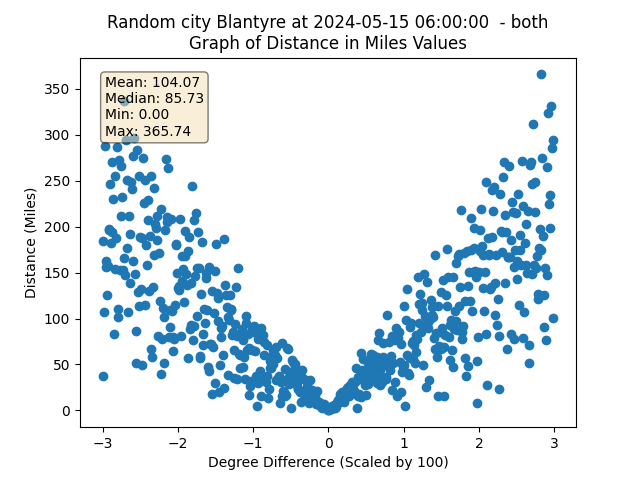 Random city Blantyre at 2024-05-15 06:00:00 - both
Graph of Distance in Miles Values
Mean: 104.07
Median: 85.73
Min: 0.00
Max: 365.74
Distance (Miles)
350
300
250
200
150
100
50
0
−3 −2 −1 0 1 2 3
Degree Difference (Scaled by 100)